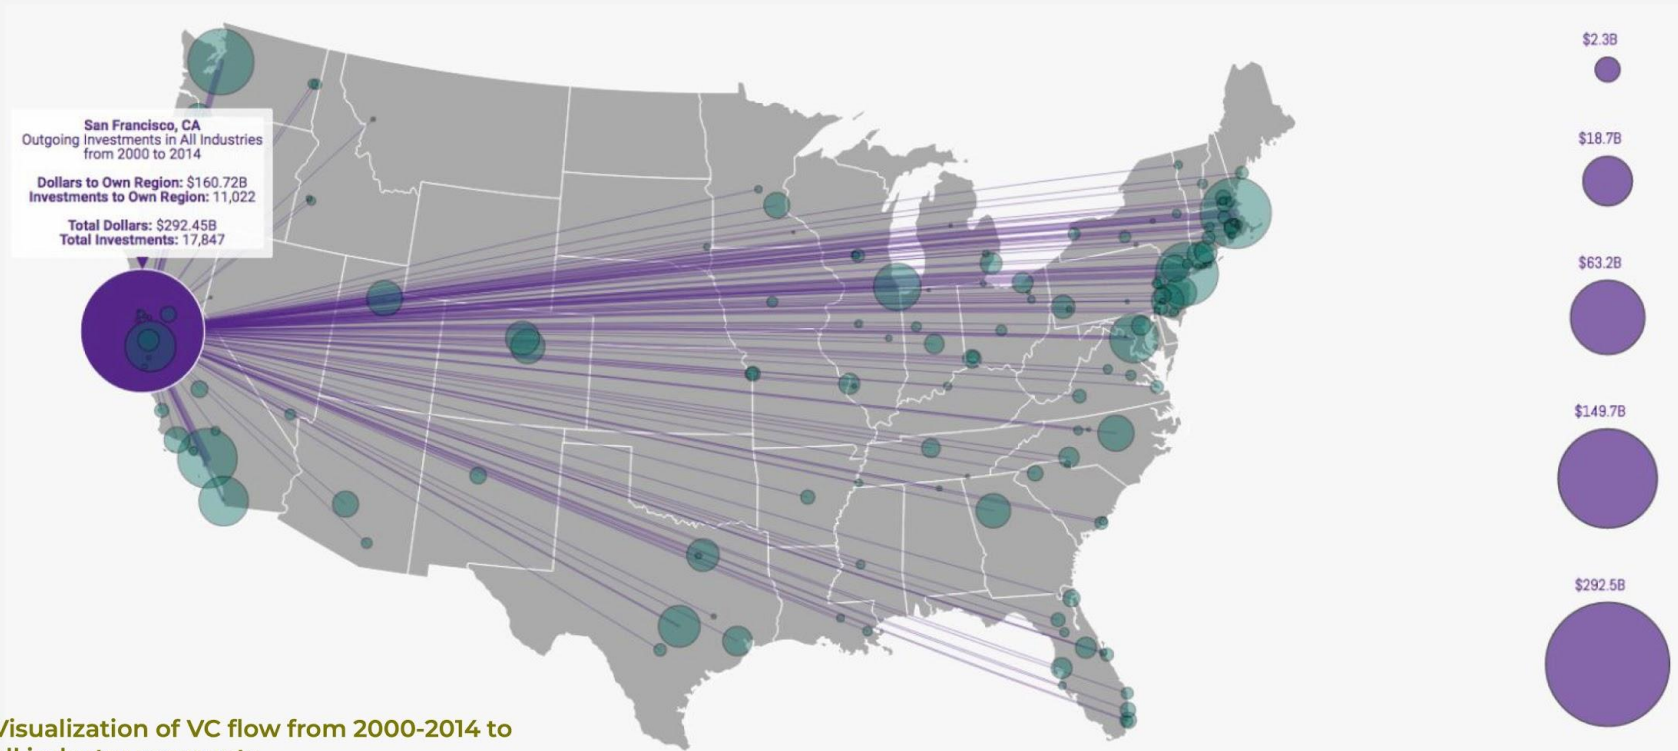 San Francisco, CA
Outgoing Investments in All Industries
from 2000 to 2014
Dollars to Own Region: $160.72B
Investments to Own Region: 11,022
Total Dollars: $292.45B
Total Investments: 17,847
$2.3B
$18.7B
$63.2B
$149.7B
$292.5B
Visualization of VC flow from 2000-2014 to